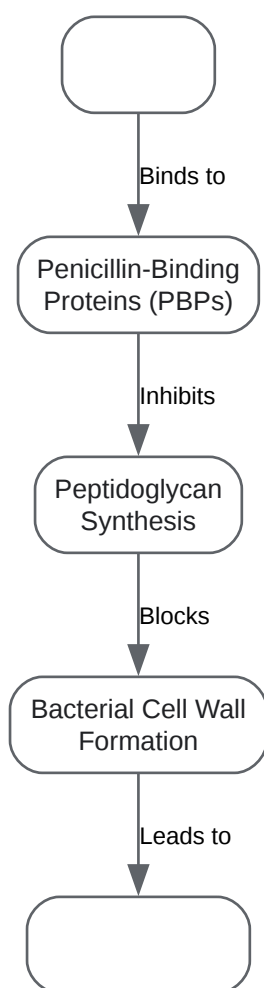 Binds to
Penicillin-Binding
Proteins (PBPs)
Inhibits
Peptidoglycan
Synthesis
Blocks
Bacterial Cell Wall
Formation
Leads to